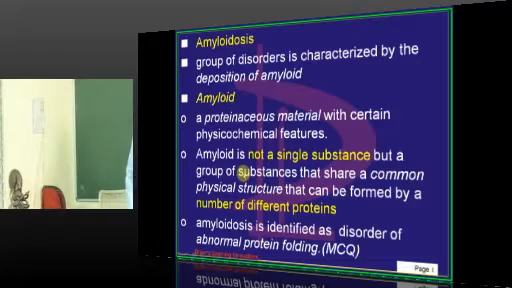 Amyloidosis
group of disorders is characterized by the
deposition of amyloid
Amyloid
a proteinaceous material with certain
physicochemical features.
Amyloid is not a single substance but a
group of substances that share a common
physical structure that can be formed by a
number of different proteins
amyloidosis is identified as disorder of
abnormal protein folding.(MCQ)
Page 1